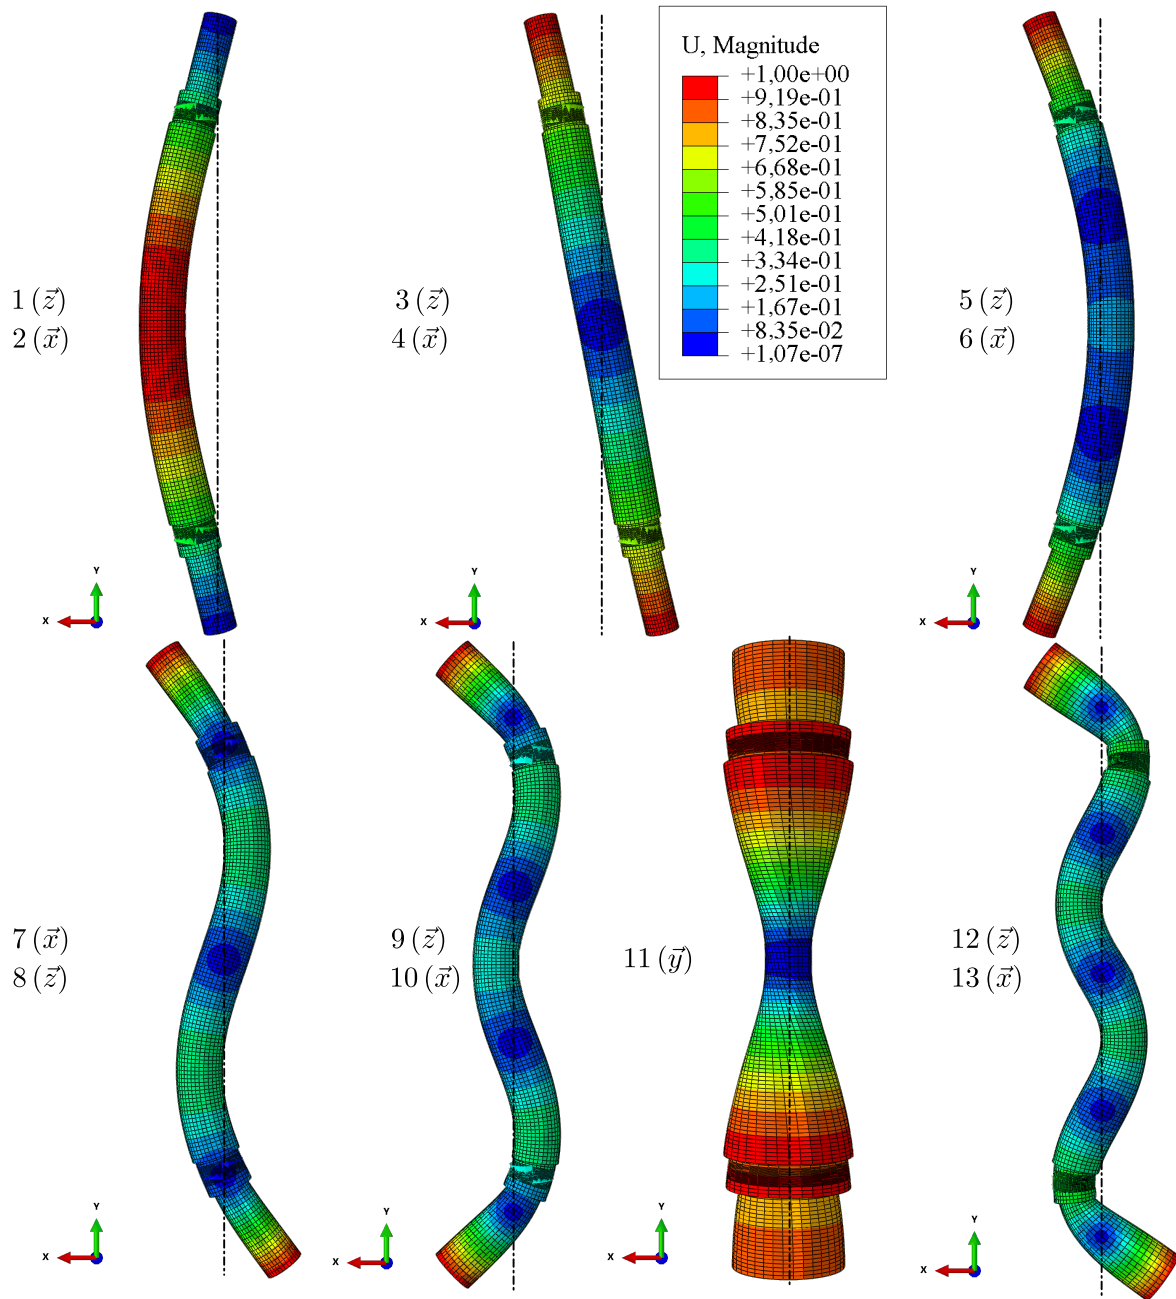 U, Magnitude
+1,00e+00
+9,19e-01
+8,35e-01
+7,52e-01
+6,68e-01
+5,85e-01
+5,01e-01
+4,18e-01
+3,34e-01
+2,51e-01
+1,67e-01
+8,35e-02
+1,07e-07
1 (z⃗)
2 (x⃗)
3 (z⃗)
4 (x⃗)
5 (z⃗)
6 (x⃗)
Y
X
Y
X
Y
X
7 (x⃗)
8 (z⃗)
9 (z⃗)
10 (x⃗)
11 (y⃗)
12 (z⃗)
13 (x⃗)
Y
X
Y
X
Y
X
Y
X